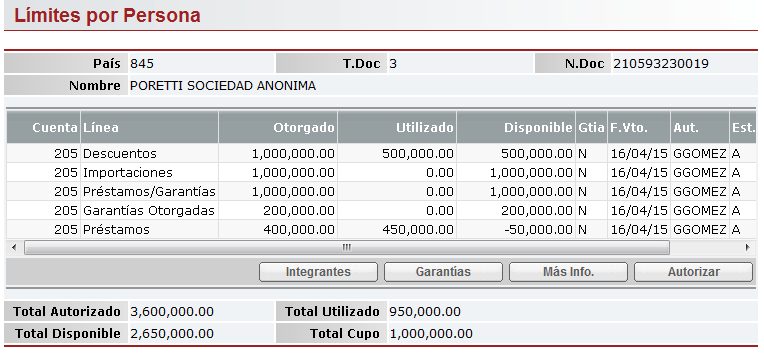 Límites por Persona
País 845 T.Doc 3 N.Doc 210593230019
Nombre PORETTI SOCIEDAD ANONIMA
Cuenta Línea Otorgado Utilizado Disponible Gtia F.Vto. Aut. Est.
205 Descuentos 1,000,000.00 500,000.00 500,000.00 N 16/04/15 GGOMEZ A
205 Importaciones 1,000,000.00 0.00 1,000,000.00 N 16/04/15 GGOMEZ A
205 Préstamos/Garantías 1,000,000.00 0.00 1,000,000.00 N 16/04/15 GGOMEZ A
205 Garantías Otorgadas 200,000.00 0.00 200,000.00 N 16/04/15 GGOMEZ A
205 Préstamos 400,000.00 450,000.00 -50,000.00 N 16/04/15 GGOMEZ A
Integrantes Garantías Más Info. Autorizar
Total Autorizado 3,600,000.00 Total Utilizado 950,000.00
Total Disponible 2,650,000.00 Total Cupo 1,000,000.00